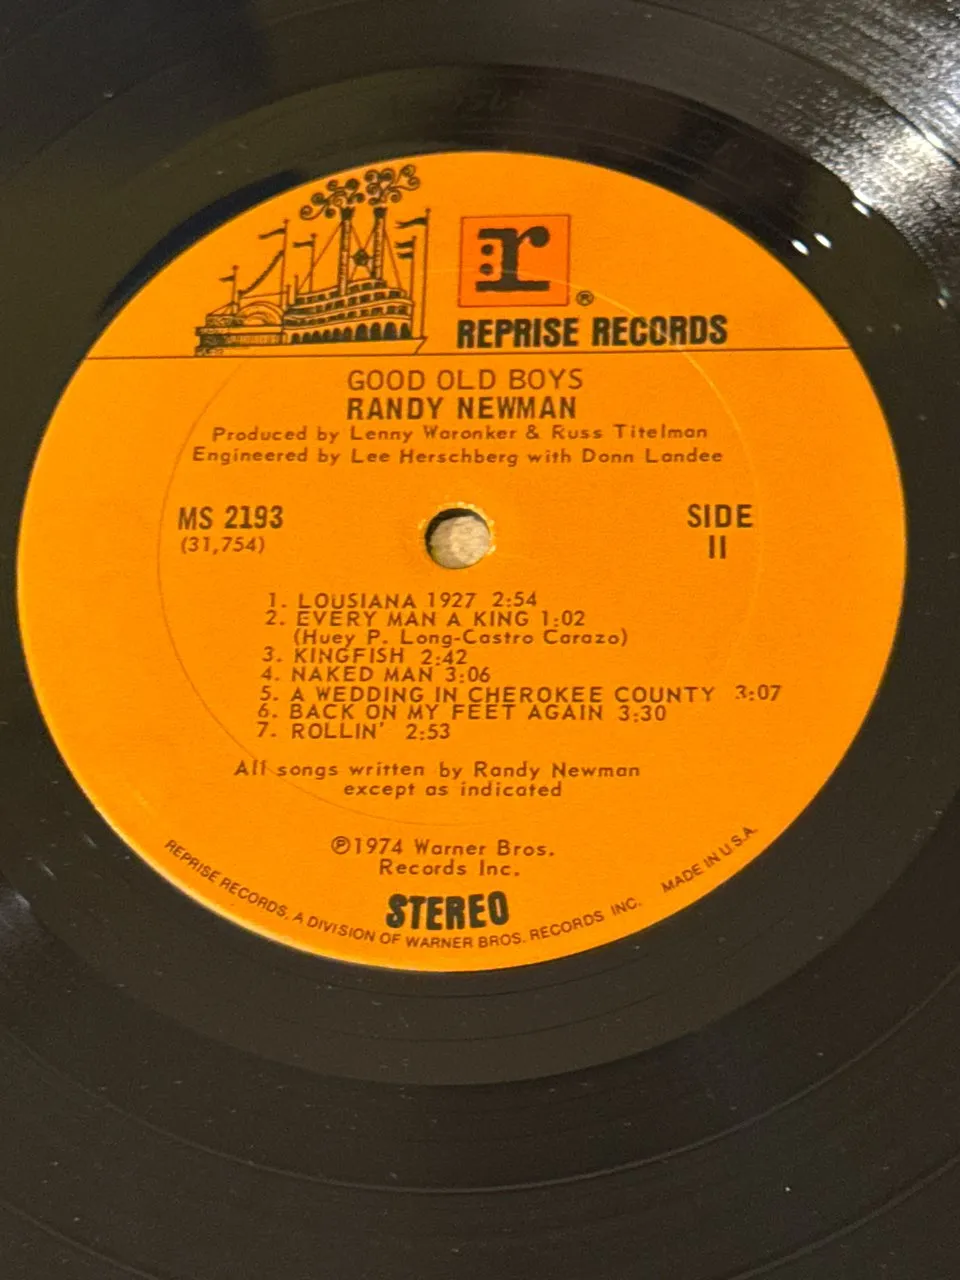 :r
®
REPRISE RECORDS
GOOD OLD BOYS
RANDY NEWMAN
Produced by Lenny Waronker & Russ Titelman
Engineered by Lee Herschberg with Donn Landee
MS 2193
(31,754)
SIDE
II
1. LOUSIANA 1927 2:54
2. EVERY MAN A KING 1:02
(Huey P. Long-Castro Carazo)
3. KINGFISH 2:42
4. NAKED MAN 3:06
5. A WEDDING IN CHEROKEE COUNTY 3:07
6. BACK ON MY FEET AGAIN 3:30
7. ROLLIN' 2:53
All songs written by Randy Newman
except as indicated
℗1974 Warner Bros.
Records Inc.
STEREO
REPRISE RECORDS, A DIVISION OF WARNER BROS. RECORDS INC. MADE IN U.S.A.